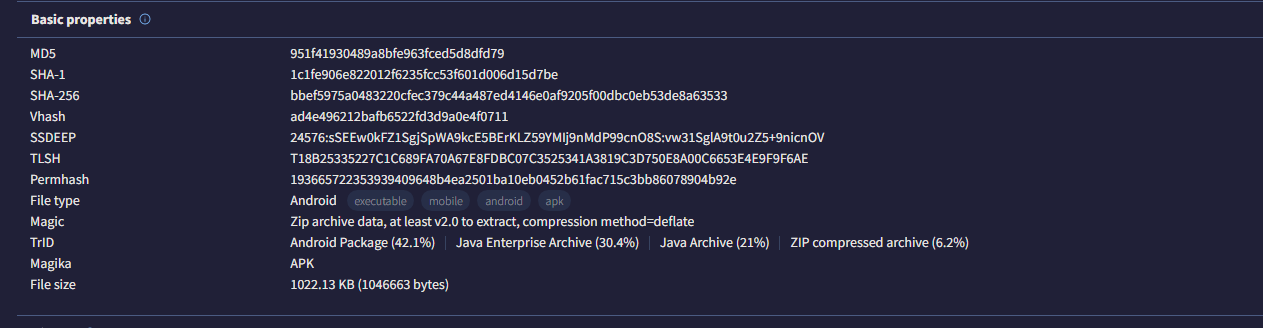 Basic properties
MD5 951f41930489a8bfe963fced5d8dfd79
SHA-1 1c1fe906e822012f6235fcc53f601d006d15d7be
SHA-256 bbef5975a0483220cfec379c44a487ed4146e0af9205f00dbc0eb53de8a63533
Vhash ad4e496212bafb6522fd3d9a0e4f0711
SSDEEP 24576:sSEEw0kFZ1SgjSpWA9kcE5BErKLZ59YMIj9nMdP99cnO8S:vw31SglA9t0u2Z5+9nicnOV
TLSH T18B25335227C1C689FA70A67E8FDBC07C3525341A3819C3D750E8A00C6653E4E9F9F6AE
Permhash 193665722353939409648b4ea2501ba10eb0452b61fac715c3bb86078904b92e
File type Android executable mobile android apk
Magic Zip archive data, at least v2.0 to extract, compression method=deflate
TrID Android Package (42.1%) Java Enterprise Archive (30.4%) Java Archive (21%) ZIP compressed archive (6.2%)
Magika APK
File size 1022.13 KB (1046663 bytes)